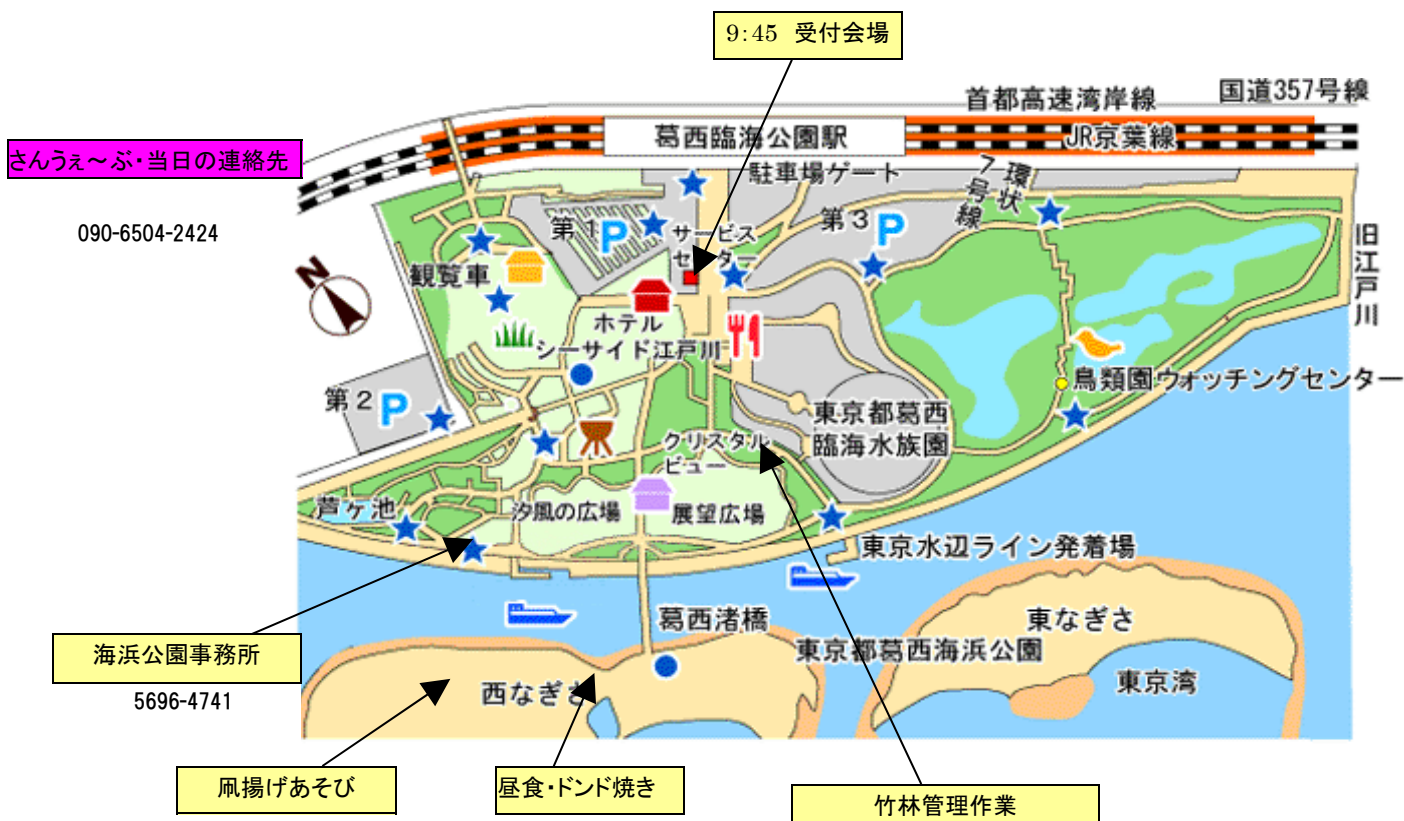 9:45 受付会場
国道357号線
首都高速湾岸線
葛西臨海公園駅
JR京葉線
さんうぇ～ぶ・当日の連絡先
090-6504-2424
駐車場ゲート
環状
7号線
第1 P
サービス
センター
第3 P
旧江戸川
N
観覧車
ホテル
シーサイド江戸川
鳥類園ウォッチングセンター
第2 P
東京都葛西
臨海水族園
クリスタル
ビュー
芦ヶ池
汐風の広場
展望広場
東京水辺ライン発着場
葛西渚橋
東なぎさ
海浜公園事務所
5696-4741
東京都葛西海浜公園
東京湾
西なぎさ
凧揚げあそび
昼食・ドンド焼き
竹林管理作業